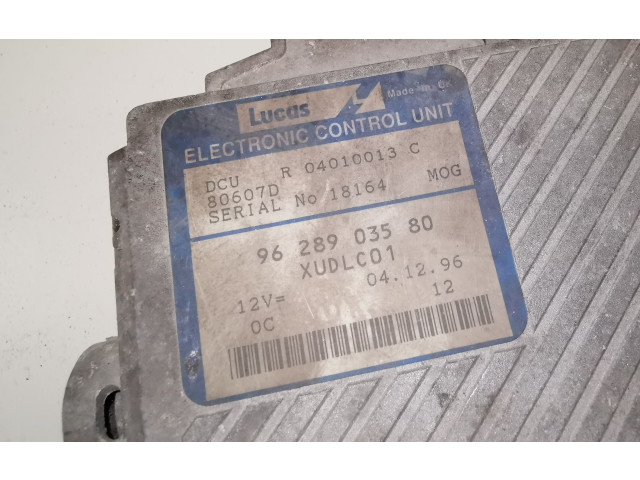 Lucas
ELECTRONIC CONTROL UNIT
DCU R 04010013 C
80607D
SERIAL No 18164 MOG
96 289 035 80
XUDLC01
12V= 04.12.96
0C 12